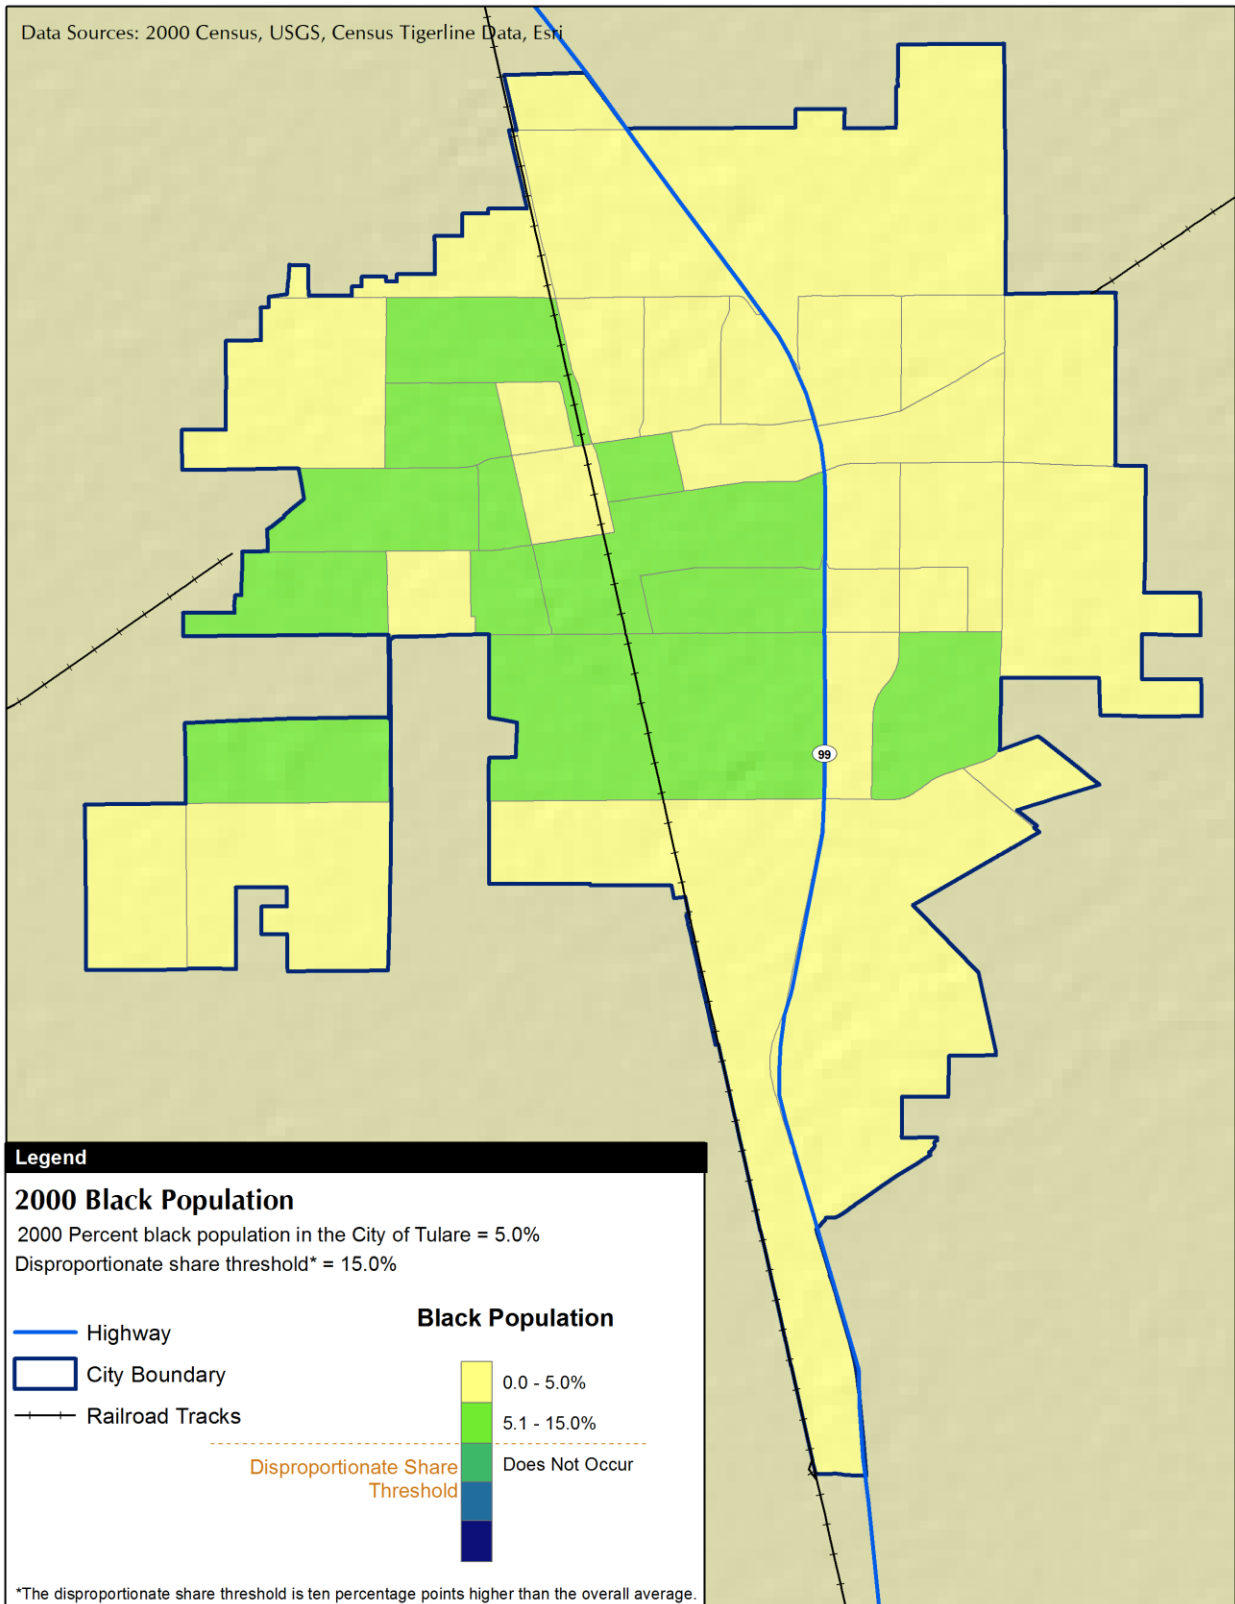 Data Sources: 2000 Census, USGS, Census Tigerline Data, Esri
99
Legend
2000 Black Population
2000 Percent black population in the City of Tulare = 5.0%
Disproportionate share threshold* = 15.0%
Black Population
Highway
City Boundary
Railroad Tracks
0.0 - 5.0%
5.1 - 15.0%
Disproportionate Share
Threshold
Does Not Occur
*The disproportionate share threshold is ten percentage points higher than the overall average.